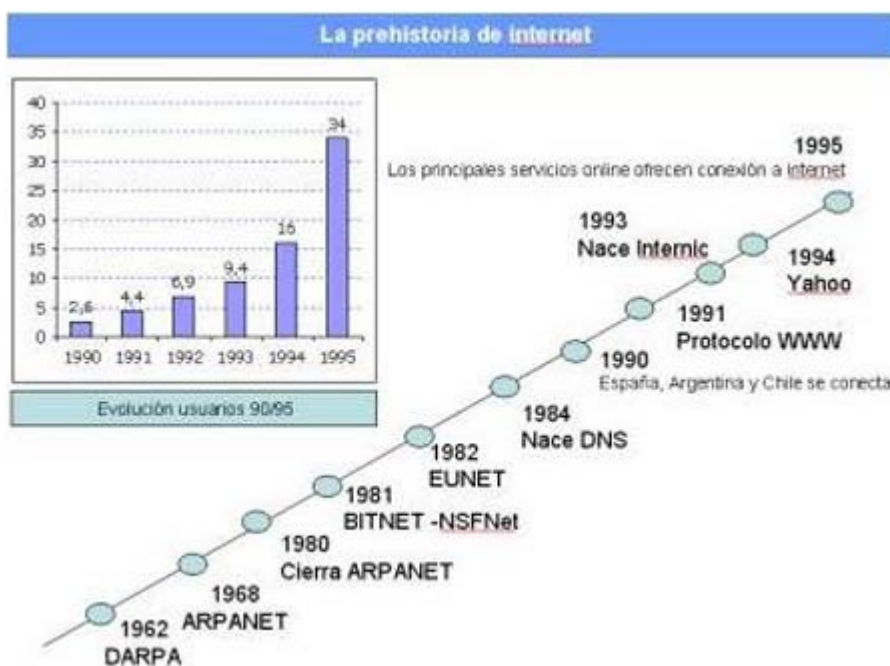 La prehistoria de internet
40
35
30
25
20
15
10
5
0
2,6
4,4
6,9
9,4
16
34
1990 1991 1992 1993 1994 1995
Evolución usuarios 90/95
1995
Los principales servicios online ofrecen conexión a internet
1993
Nace Internic
1994
Yahoo
1991
Protocolo WWW
1990
España, Argentina y Chile se conecta
1984
Nace DNS
1982
EUNET
1981
BITNET -NSFNet
1980
Cierra ARPANET
1968
ARPANET
1962
DARPA